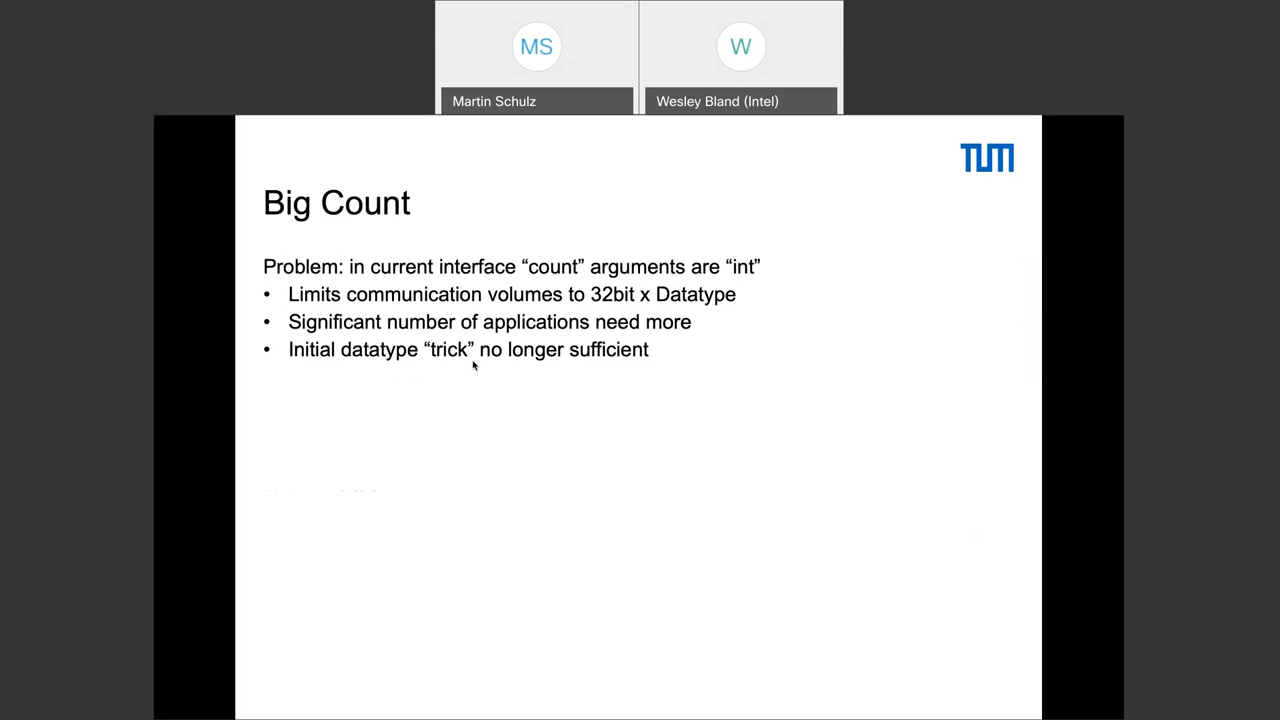 MS
W
Martin Schulz
Wesley Bland (Intel)
TUM
Big Count
Problem: in current interface “count” arguments are “int”
• Limits communication volumes to 32bit x Datatype
• Significant number of applications need more
• Initial datatype “trick” no longer sufficient